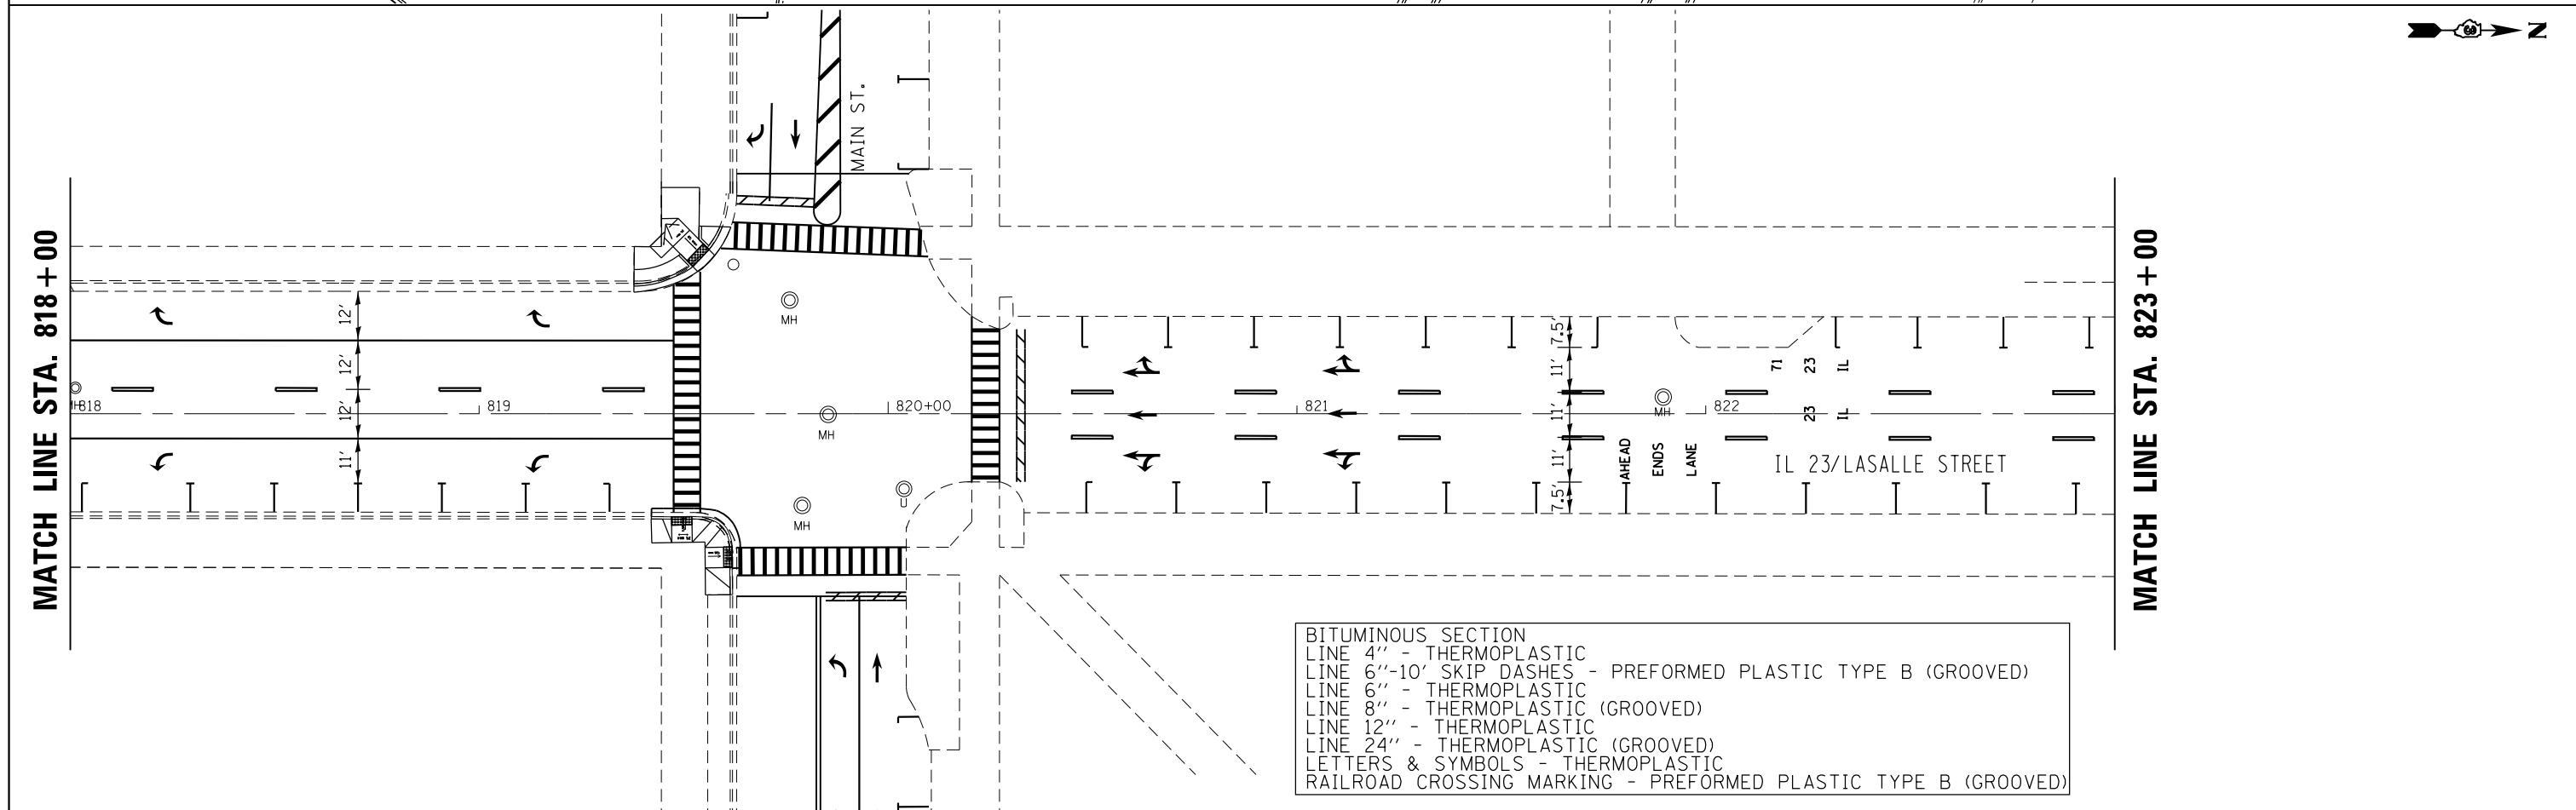 N
MAIN ST.
MATCH LINE STA. 818+00
12'
12'
12'
11'
MH
818
819
MH
MH
MH
U
820+00
821
7.5'
11'
11'
11'
7.5'
MH
822
71
23
IL
23
IL
AHEAD
ENDS
LANE
IL 23/LASALLE STREET
MATCH LINE STA. 823+00
BITUMINOUS SECTION
LINE 4" - THERMOPLASTIC
LINE 6"-10' SKIP DASHES - PREFORMED PLASTIC TYPE B (GROOVED)
LINE 6" - THERMOPLASTIC
LINE 8" - THERMOPLASTIC (GROOVED)
LINE 12" - THERMOPLASTIC
LINE 24" - THERMOPLASTIC (GROOVED)
LETTERS & SYMBOLS - THERMOPLASTIC
RAILROAD CROSSING MARKING - PREFORMED PLASTIC TYPE B (GROOVED)